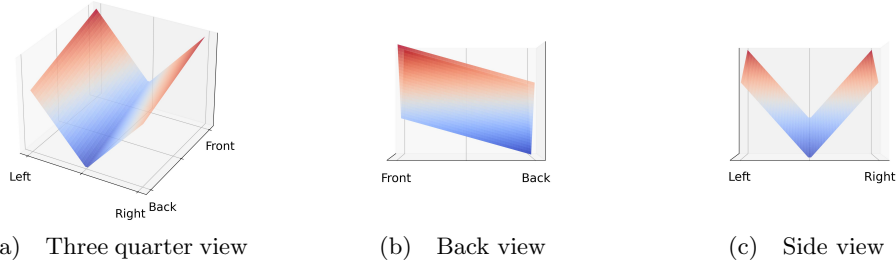 Left
Right
Back
Front
Front
Back
Left
Right
a) Three quarter view
(b) Back view
(c) Side view